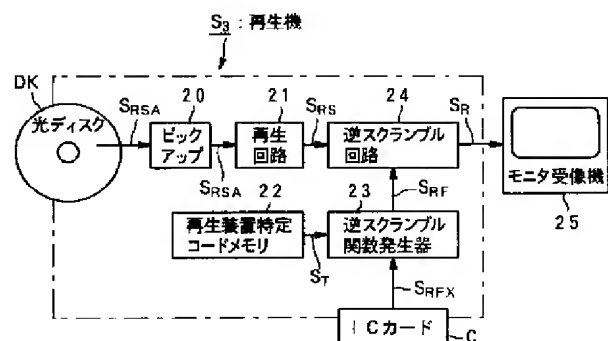 S3 : 再生機
DK
光ディスク
SRSA
20
ピックアップ
SRSA
21
再生回路
SRS
24
逆スクランブル回路
SR
モニタ受像機
25
SRF
22
再生装置特定コードメモリ
ST
23
逆スクランブル関数発生器
SRFX
ICカード
C